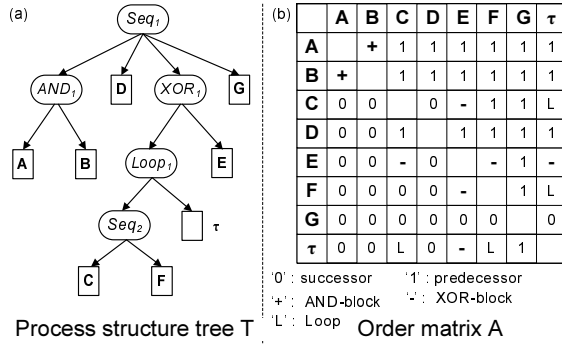 (a)
Seq1
AND1 D XOR1 G
A B Loop1 E
Seq2 τ
C F
Process structure tree T
(b)
A B C D E F G τ
A + 1 1 1 1 1 1
B + 1 1 1 1 1 1
C 0 0 0 - 1 1 L
D 0 0 1 1 1 1 1
E 0 0 - 0 - 1 -
F 0 0 0 0 - 1 L
G 0 0 0 0 0 0 0
τ 0 0 L 0 - L 1
'0' : successor '1' : predecessor
'+' : AND-block '-' : XOR-block
'L' : Loop
Order matrix A